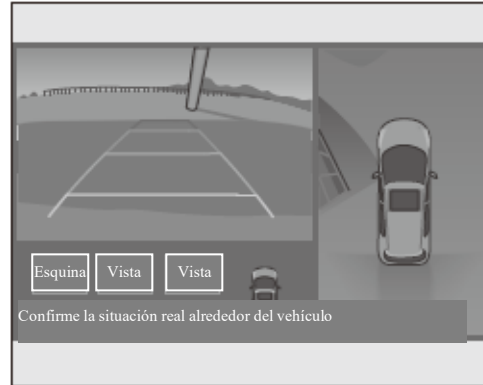 Esquina Vista Vista
Confirme la situación real alrededor del vehículo